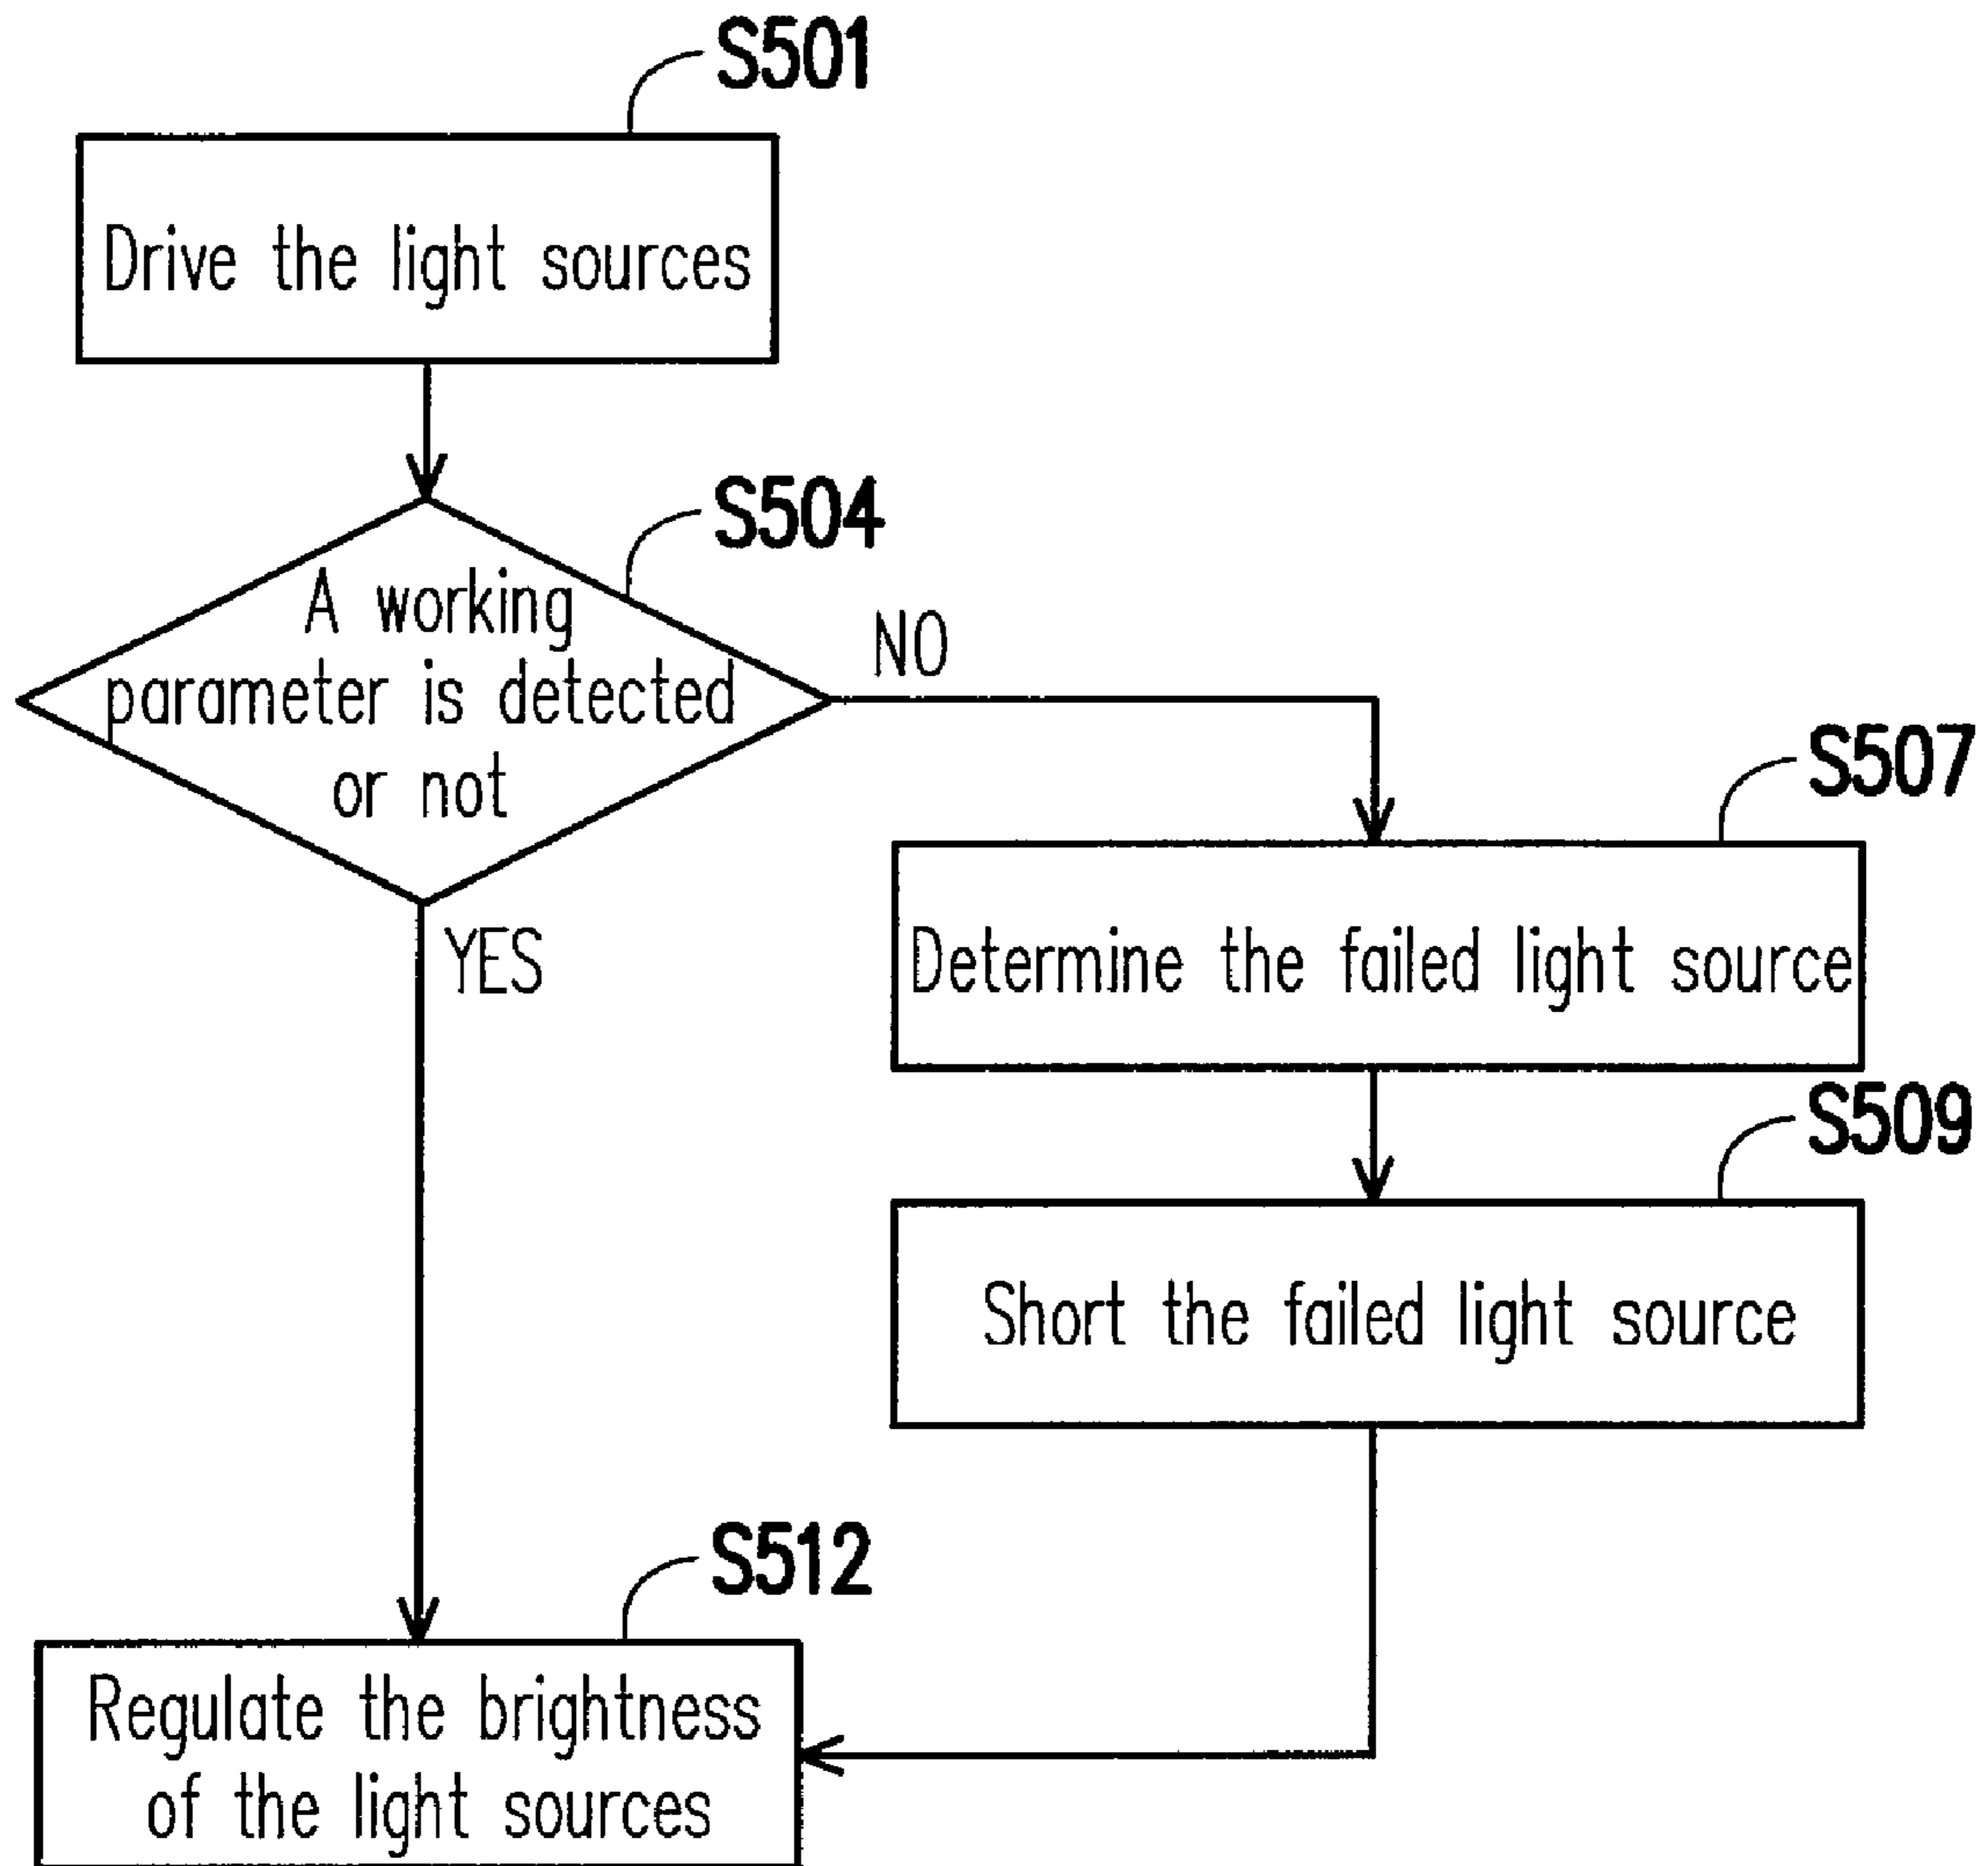 S501
Drive the light sources
S504
A working
parameter is detected
or not
NO
YES
S507
Determine the failed light source
S509
Short the failed light source
S512
Regulate the brightness
of the light sources